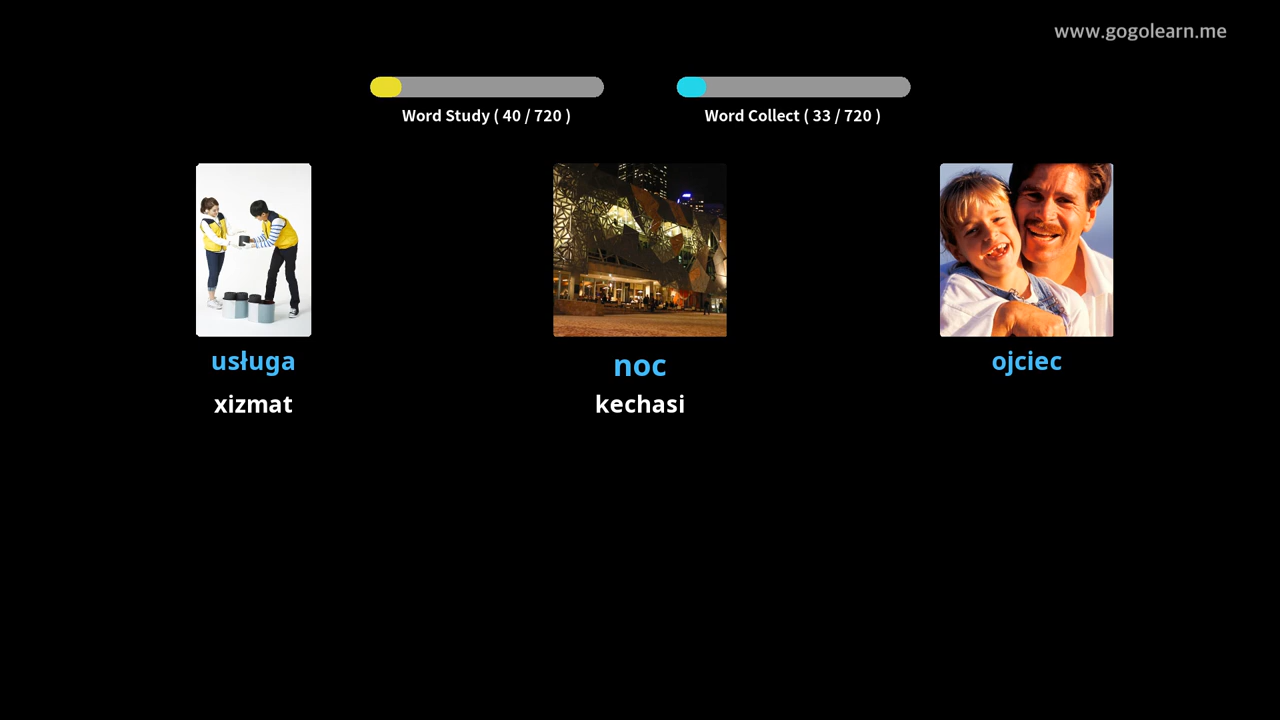 www.gogolearn.me
Word Study ( 40 / 720 )
Word Collect ( 33 / 720 )
usługa
noc
ojciec
xizmat
kechasi